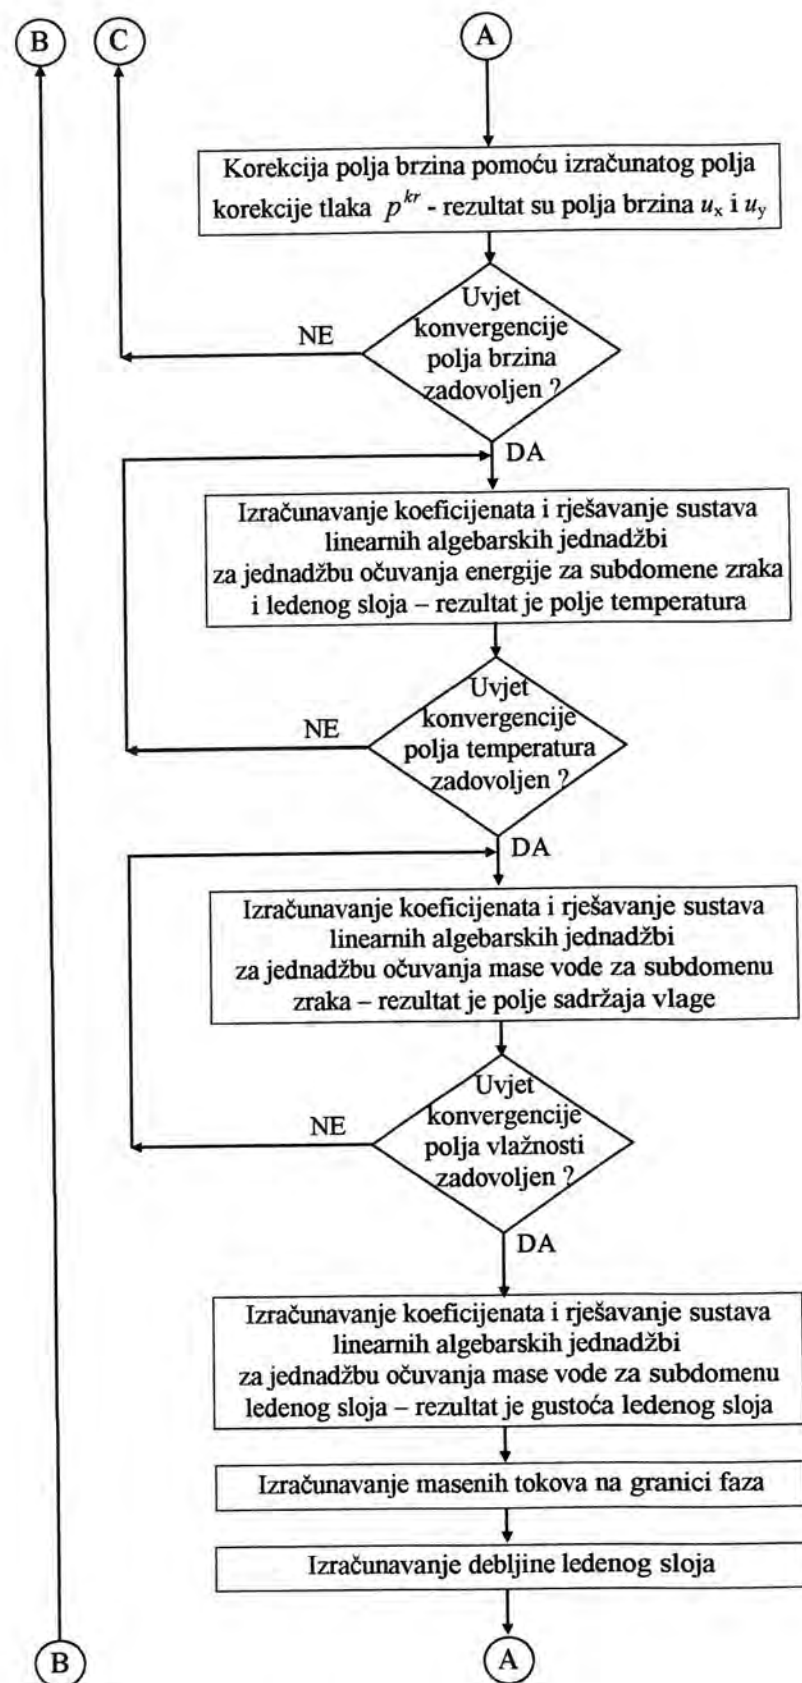 B
C
A
Korekcija polja brzina pomoću izračunatog polja
korekcije tlaka p^{kr} - rezultat su polja brzina u_x i u_y
Uvjet
konvergencije
polja brzina
zadovoljen ?
NE
DA
Izračunavanje koeficijenata i rješavanje sustava
linearnih algebarskih jednadžbi
za jednadžbu očuvanja energije za subdomene zraka
i ledenog sloja – rezultat je polje temperatura
Uvjet
konvergencije
polja temperatura
zadovoljen ?
NE
DA
Izračunavanje koeficijenata i rješavanje sustava
linearnih algebarskih jednadžbi
za jednadžbu očuvanja mase vode za subdomenu
zraka – rezultat je polje sadržaja vlage
Uvjet
konvergencije
polja vlažnosti
zadovoljen ?
NE
DA
Izračunavanje koeficijenata i rješavanje sustava
linearnih algebarskih jednadžbi
za jednadžbu očuvanja mase vode za subdomenu
ledenog sloja – rezultat je gustoća ledenog sloja
Izračunavanje masenih tokova na granici faza
Izračunavanje debljine ledenog sloja
B
A